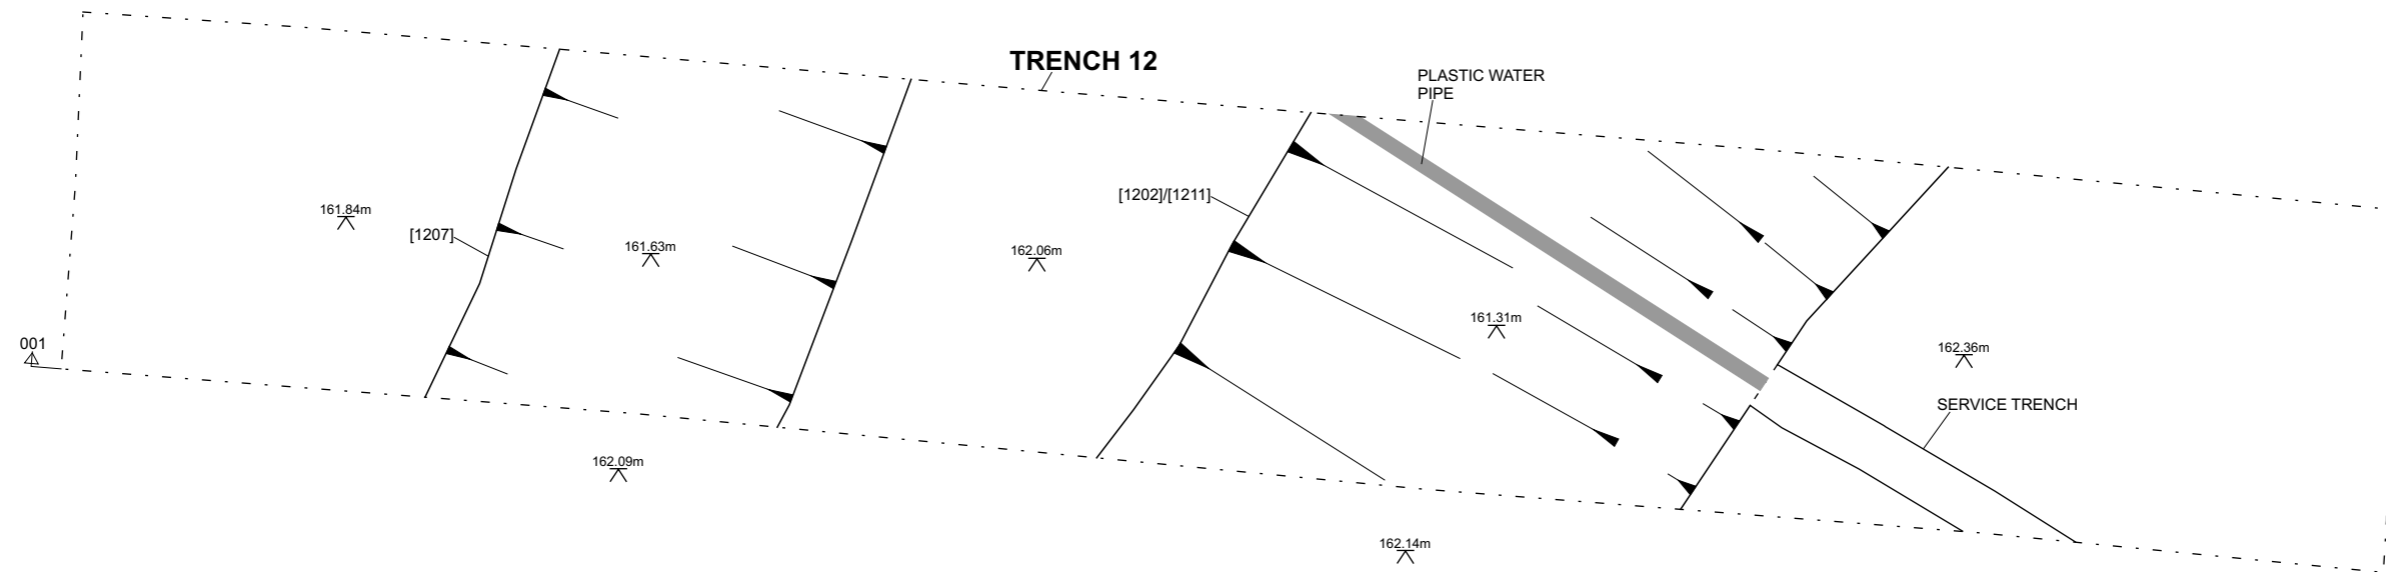 TRENCH 12
PLASTIC WATER
PIPE
161.84m
[1207]
161.63m
[1202]/[1211]
162.06m
161.31m
001
162.36m
SERVICE TRENCH
162.09m
162.14m